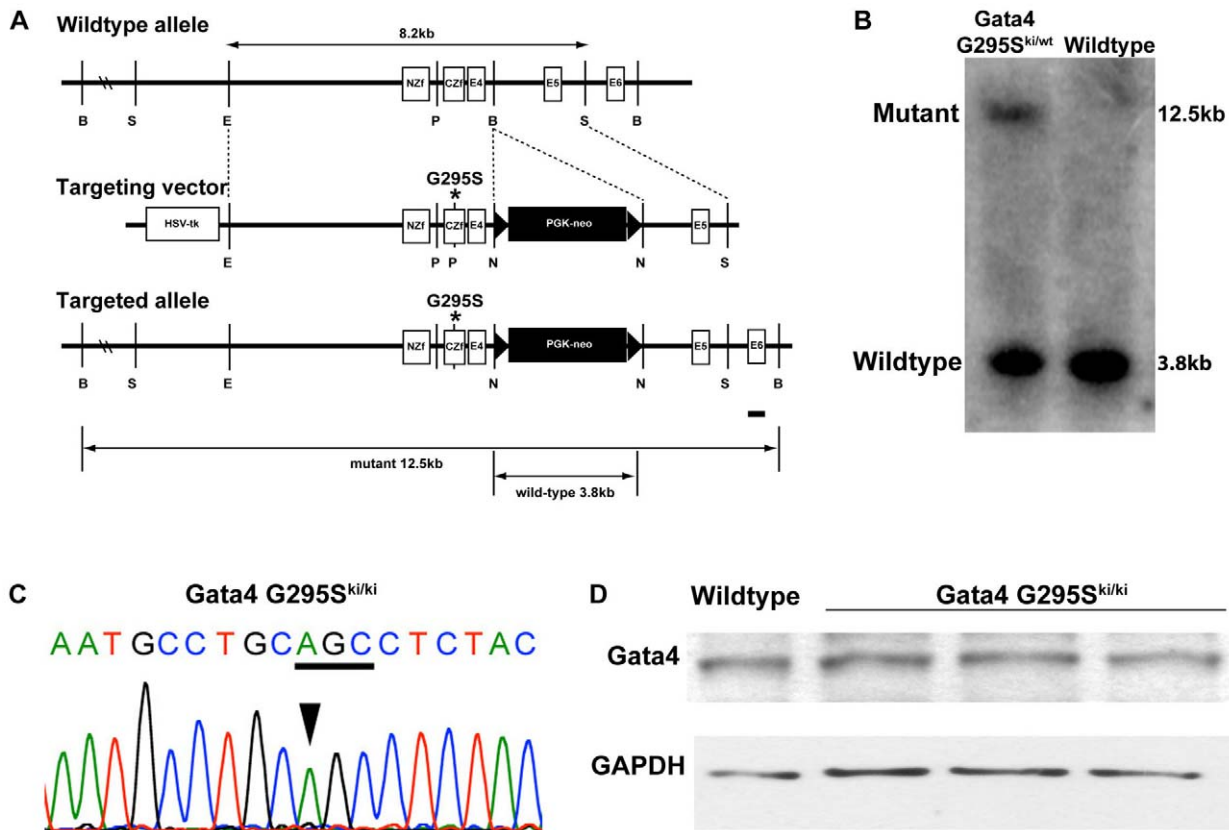 A
Wildtype allele
8.2kb
NZf CZf E4 E5 E6
B S E P B S B
Targeting vector
G295S
*
HSV-tk NZf CZf E4 PGK-neo E5
E P P N N S
Targeted allele
G295S
*
NZf CZf E4 PGK-neo E5 E6
B S E N N S B
mutant 12.5kb
wild-type 3.8kb
B
Gata4
G295S^ki/wt Wildtype
Mutant 12.5kb
Wildtype 3.8kb
C
Gata4 G295S^ki/ki
AATGCCTGCAGCCTCTAC
D
Wildtype Gata4 G295S^ki/ki
Gata4
GAPDH